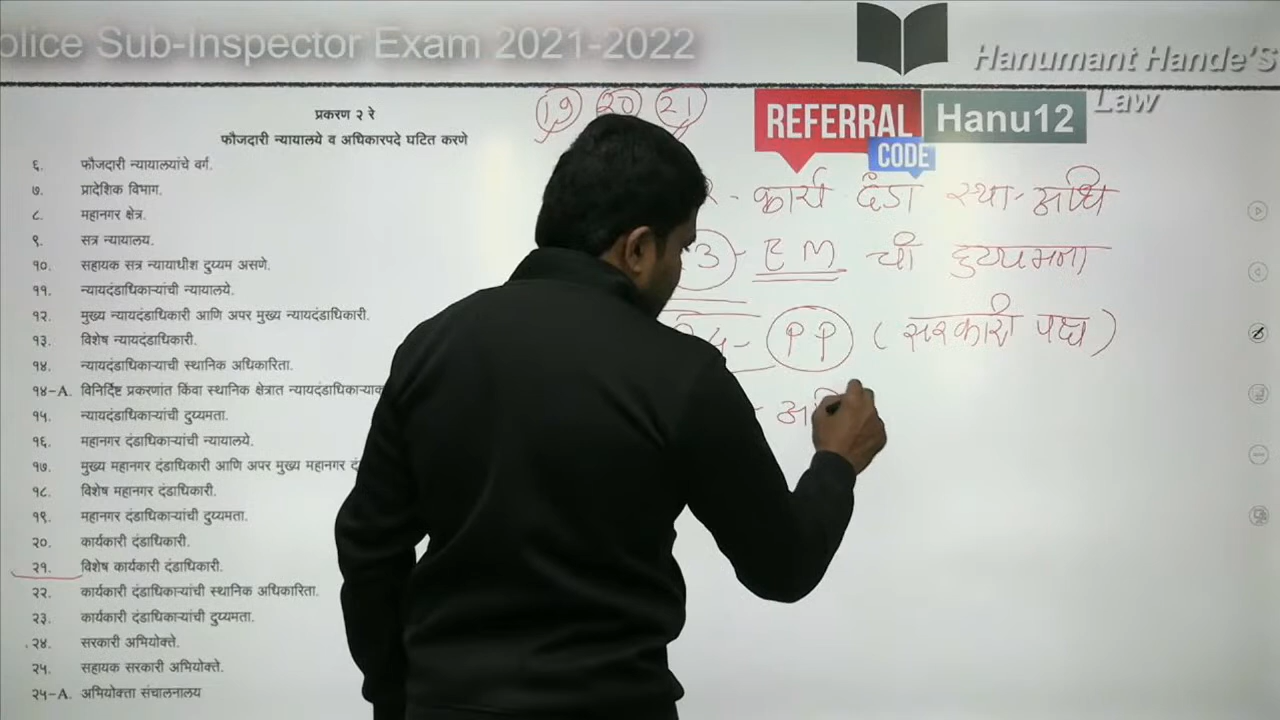 olice Sub-Inspector Exam 2021-2022
Hanumant Hande'S
Law
REFERRAL
CODE
Hanu12
प्रकरण २ रे
फौजदारी न्यायालये व अधिकारपदे घटित करणे
६. फौजदारी न्यायालयांचे वर्ग.
७. प्रादेशिक विभाग.
८. महानगर क्षेत्र.
९. सत्र न्यायालय.
१०. सहायक सत्र न्यायाधीश दुय्यम असणे.
११. न्यायदंडाधिकाऱ्यांची न्यायालये.
१२. मुख्य न्यायदंडाधिकारी आणि अपर मुख्य न्यायदंडाधिकारी.
१३. विशेष न्यायदंडाधिकारी.
१४. न्यायदंडाधिकाऱ्याची स्थानिक अधिकारिता.
१४-A. विनिर्दिष्ट प्रकरणांत किंवा स्थानिक क्षेत्रात
१५. न्यायदंडाधिकाऱ्यांची दुय्यमता.
१६. महानगर दंडाधिकाऱ्यांची न्यायालये.
१७. मुख्य महानगर दंडाधिकारी आणि अपर मुख्य महानगर दं
१८. विशेष महानगर दंडाधिकारी.
१९. महानगर दंडाधिकाऱ्यांची दुय्यमता.
२०. कार्यकारी दंडाधिकारी.
२१. विशेष कार्यकारी दंडाधिकारी.
२२. कार्यकारी दंडाधिकाऱ्यांची स्थानिक अधिकारिता.
२३. कार्यकारी दंडाधिकाऱ्यांची दुय्यमता.
२४. सरकारी अभियोक्ते.
२५. सहायक सरकारी अभियोक्ते.
२५-A. अभियोक्ता संचालनालय
19 20 21
- कार्य दंडा स्था-अधि
3 - EM ची दुय्यमता
- PP (सरकारी पक्ष)